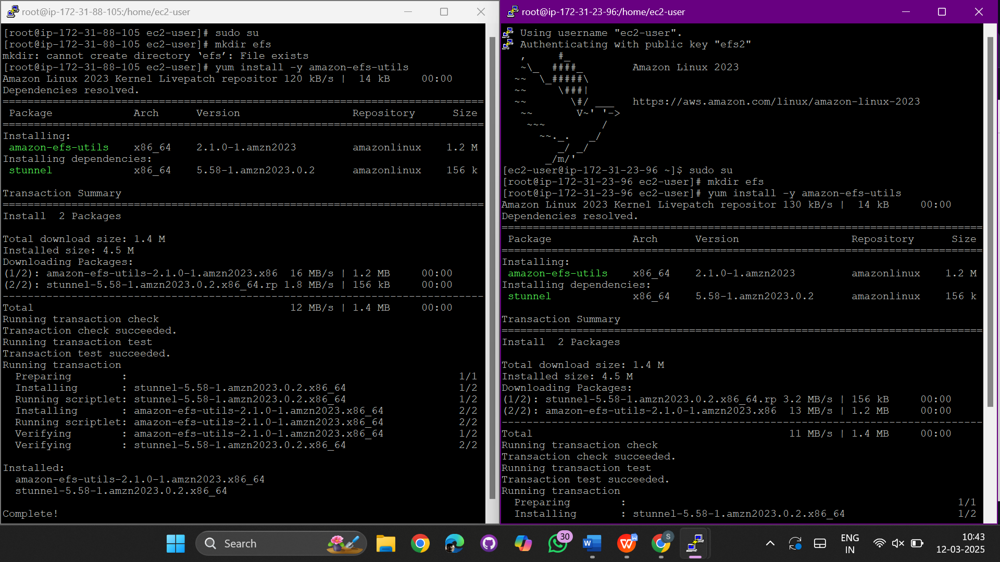 root@ip-172-31-88-105:/home/ec2-user
[root@ip-172-31-88-105 ec2-user]# sudo su
[root@ip-172-31-88-105 ec2-user]# mkdir efs
mkdir: cannot create directory ‘efs’: File exists
[root@ip-172-31-88-105 ec2-user]# yum install -y amazon-efs-utils
Amazon Linux 2023 Kernel Livepatch repositor 120 kB/s |  14 kB     00:00
Dependencies resolved.
================================================================================
 Package             Arch      Version                  Repository      Size
================================================================================
Installing:
 amazon-efs-utils    x86_64    2.1.0-1.amzn2023         amazonlinux    1.2 M
Installing dependencies:
 stunnel             x86_64    5.58-1.amzn2023.0.2      amazonlinux    156 k
Transaction Summary
================================================================================
Install  2 Packages
Total download size: 1.4 M
Installed size: 4.5 M
Downloading Packages:
(1/2): amazon-efs-utils-2.1.0-1.amzn2023.x86  16 MB/s | 1.2 MB     00:00
(2/2): stunnel-5.58-1.amzn2023.0.2.x86_64.rp 1.8 MB/s | 156 kB     00:00
--------------------------------------------------------------------------------
Total                                         12 MB/s | 1.4 MB     00:00
Running transaction check
Transaction check succeeded.
Running transaction test
Transaction test succeeded.
Running transaction
  Preparing        :                                                     1/1
  Installing       : stunnel-5.58-1.amzn2023.0.2.x86_64                  1/2
  Running scriptlet: stunnel-5.58-1.amzn2023.0.2.x86_64                  1/2
  Installing       : amazon-efs-utils-2.1.0-1.amzn2023.x86_64            2/2
  Running scriptlet: amazon-efs-utils-2.1.0-1.amzn2023.x86_64            2/2
  Verifying        : amazon-efs-utils-2.1.0-1.amzn2023.x86_64            1/2
  Verifying        : stunnel-5.58-1.amzn2023.0.2.x86_64                  2/2
Installed:
  amazon-efs-utils-2.1.0-1.amzn2023.x86_64
  stunnel-5.58-1.amzn2023.0.2.x86_64
Complete!
root@ip-172-31-23-96:/home/ec2-user
Using username "ec2-user".
Authenticating with public key "efs2"
   ,     #_
   ~\_  ####_        Amazon Linux 2023
  ~~  \_#####\
  ~~     \###|
  ~~       \#/ ___   https://aws.amazon.com/linux/amazon-linux-2023
   ~~       V~' '->
    ~~~         /
      ~~._.   _/
         _/ _/
       _/m/'
[ec2-user@ip-172-31-23-96 ~]$ sudo su
[root@ip-172-31-23-96 ec2-user]# mkdir efs
[root@ip-172-31-23-96 ec2-user]# yum install -y amazon-efs-utils
Amazon Linux 2023 Kernel Livepatch repositor 130 kB/s |  14 kB     00:00
Dependencies resolved.
================================================================================
 Package             Arch      Version                  Repository      Size
================================================================================
Installing:
 amazon-efs-utils    x86_64    2.1.0-1.amzn2023         amazonlinux    1.2 M
Installing dependencies:
 stunnel             x86_64    5.58-1.amzn2023.0.2      amazonlinux    156 k
Transaction Summary
================================================================================
Install  2 Packages
Total download size: 1.4 M
Installed size: 4.5 M
Downloading Packages:
(1/2): stunnel-5.58-1.amzn2023.0.2.x86_64.rp 3.2 MB/s | 156 kB     00:00
(2/2): amazon-efs-utils-2.1.0-1.amzn2023.x86  13 MB/s | 1.2 MB     00:00
--------------------------------------------------------------------------------
Total                                         11 MB/s | 1.4 MB     00:00
Running transaction check
Transaction check succeeded.
Running transaction test
Transaction test succeeded.
Running transaction
  Preparing        :                                                     1/1
  Installing       : stunnel-5.58-1.amzn2023.0.2.x86_64                  1/2
Search
30
W
W
W
S
ENG
IN
10:43
12-03-2025